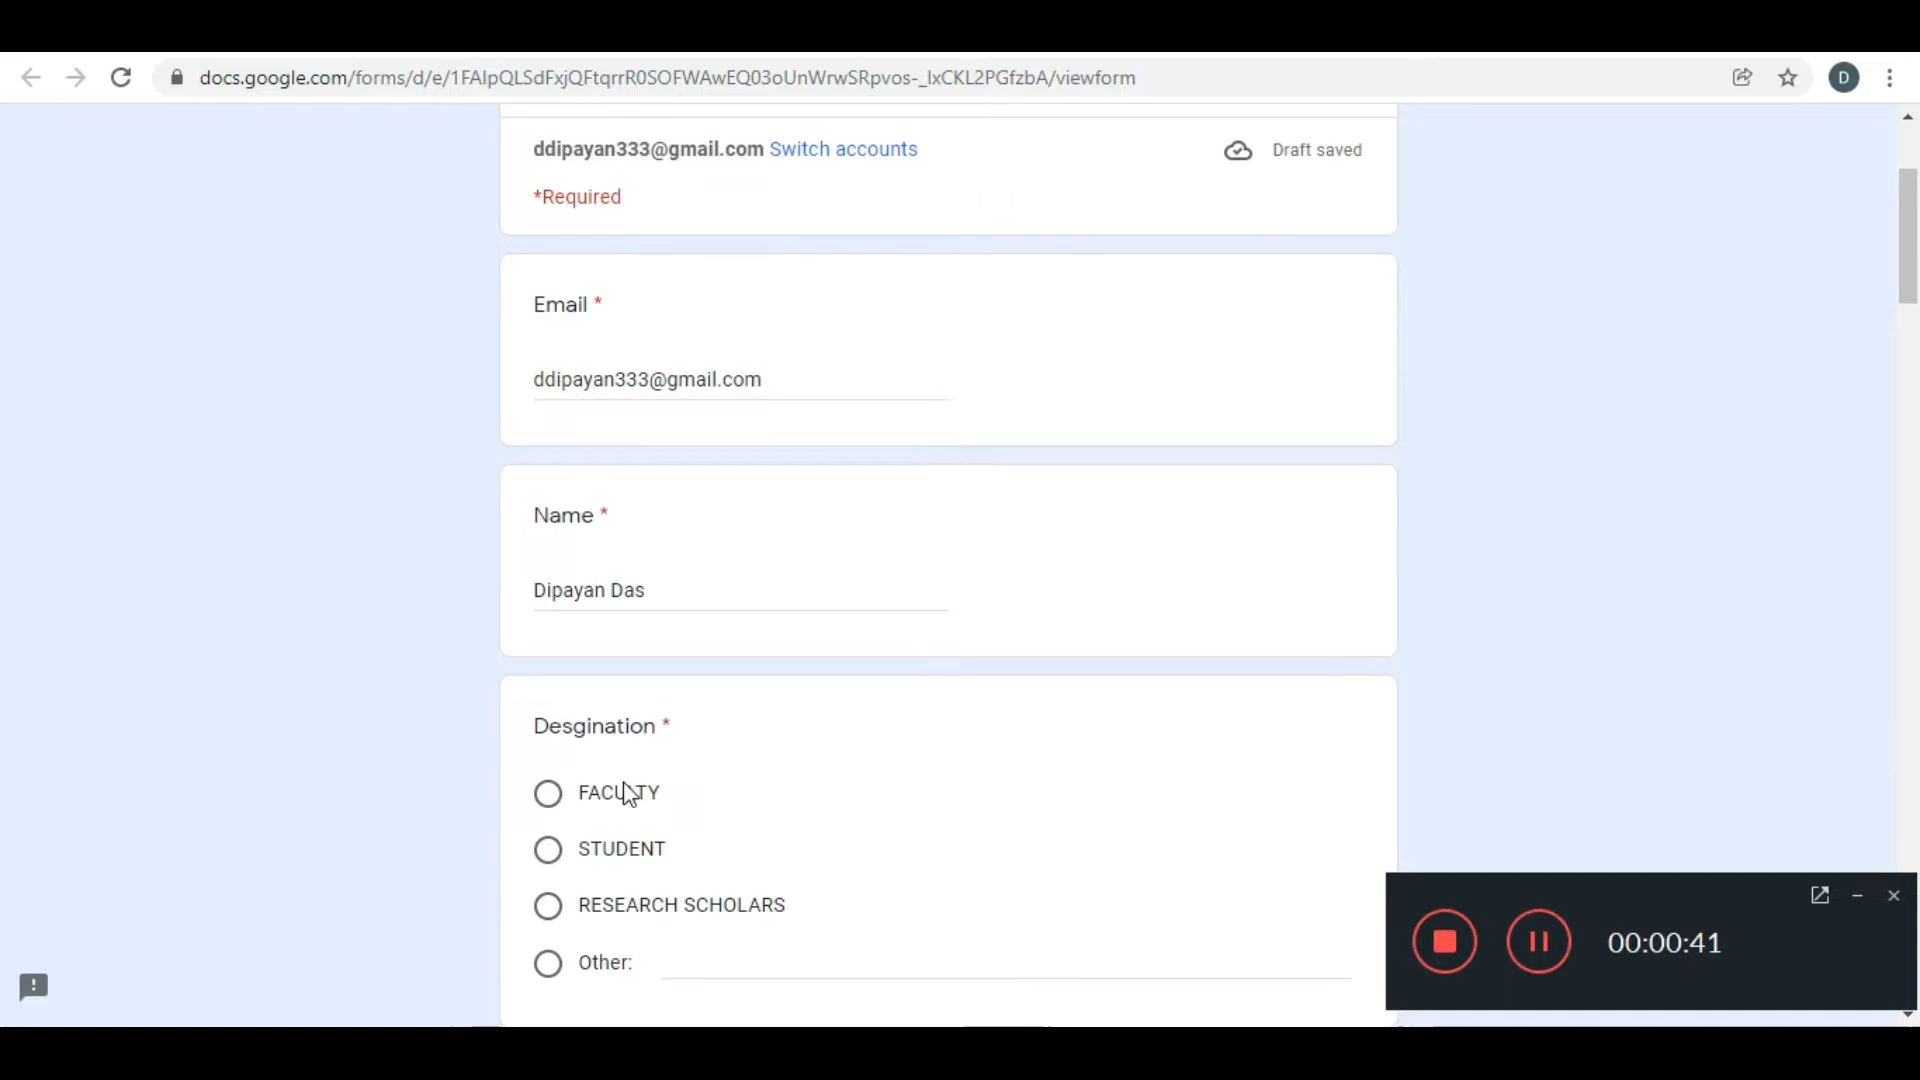 docs.google.com/forms/d/e/1FAIpQLSdFxjQFtqrrR0SOFWAwEQ03oUnWrwSRpvos-_IxCKL2PGfzbA/viewform
D
ddipayan333@gmail.com Switch accounts
Draft saved
*Required
Email *
ddipayan333@gmail.com
Name *
Dipayan Das
Desgination *
FACULTY
STUDENT
RESEARCH SCHOLARS
Other:
00:00:41